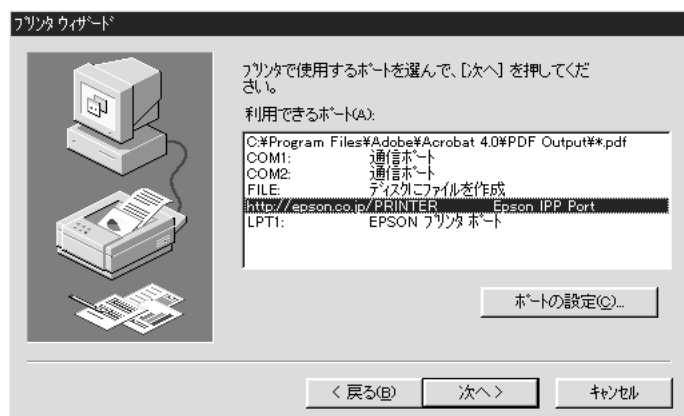 プリンタ ウィザード
プリンタで使用するポートを選んで、[次へ] を押してくだ
さい。
利用できるポート(A):
C:¥Program Files¥Adobe¥Acrobat 4.0¥PDF Output¥*.pdf
COM1: 通信ポート
COM2: 通信ポート
FILE: ディスクにファイルを作成
http://epson.co.jp/PRINTER Epson IPP Port
LPT1: EPSON プリンタ ポート
ポートの設定(C)...
< 戻る(B)
次へ >
キャンセル